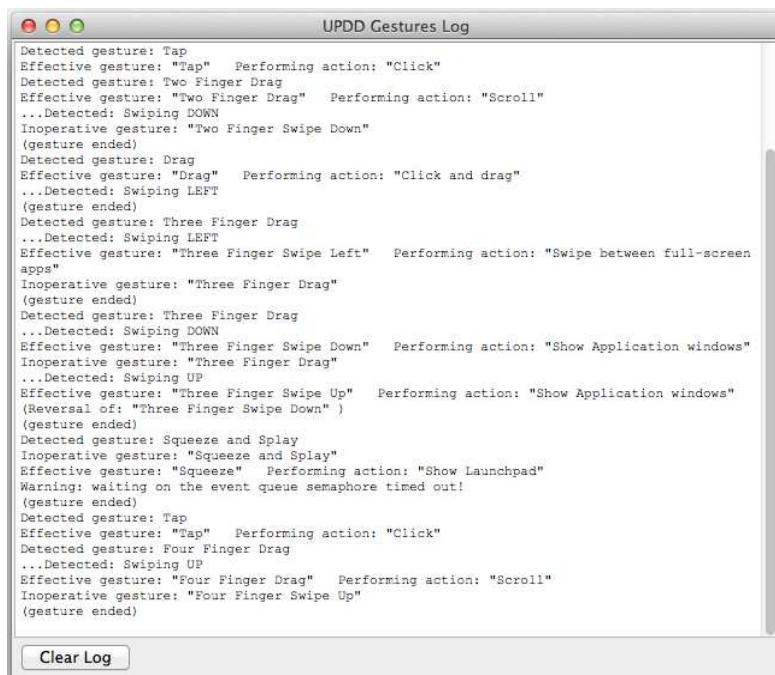 UPDD Gestures Log
Detected gesture: Tap
Effective gesture: "Tap"   Performing action: "Click"
Detected gesture: Two Finger Drag
Effective gesture: "Two Finger Drag"   Performing action: "Scroll"
...Detected: Swiping DOWN
Inoperative gesture: "Two Finger Swipe Down"
(gesture ended)
Detected gesture: Drag
Effective gesture: "Drag"   Performing action: "Click and drag"
...Detected: Swiping LEFT
(gesture ended)
Detected gesture: Three Finger Drag
...Detected: Swiping LEFT
Effective gesture: "Three Finger Swipe Left"   Performing action: "Swipe between full-screen
apps"
Inoperative gesture: "Three Finger Drag"
(gesture ended)
Detected gesture: Three Finger Drag
...Detected: Swiping DOWN
Effective gesture: "Three Finger Swipe Down"   Performing action: "Show Application windows"
Inoperative gesture: "Three Finger Drag"
...Detected: Swiping UP
Effective gesture: "Three Finger Swipe Up"   Performing action: "Show Application windows"
(Reversal of: "Three Finger Swipe Down" )
(gesture ended)
Detected gesture: Squeeze and Splay
Inoperative gesture: "Squeeze and Splay"
Effective gesture: "Squeeze"   Performing action: "Show Launchpad"
Warning: waiting on the event queue semaphore timed out!
(gesture ended)
Detected gesture: Tap
Effective gesture: "Tap"   Performing action: "Click"
Detected gesture: Four Finger Drag
...Detected: Swiping UP
Effective gesture: "Four Finger Drag"   Performing action: "Scroll"
Inoperative gesture: "Four Finger Swipe Up"
(gesture ended)
Clear Log